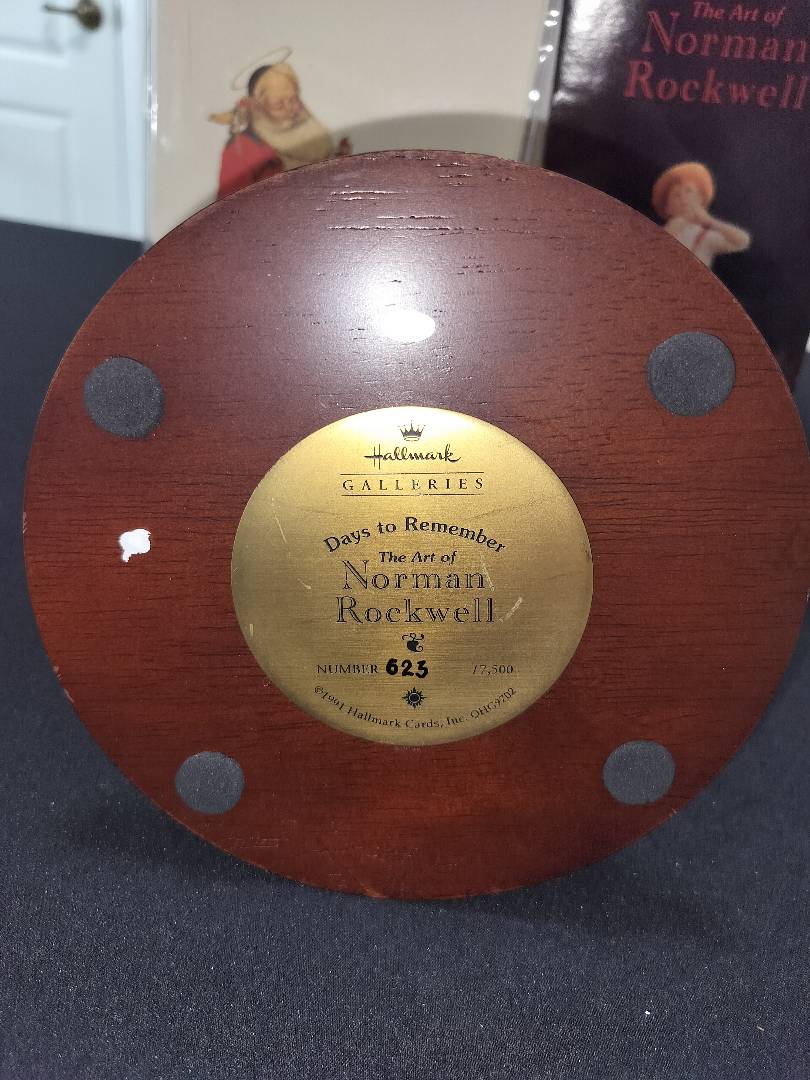 The Art of
Norman
Rockwell
Hallmark
GALLERIES
Days to Remember
The Art of
Norman
Rockwell
NUMBER 623 /7,500
©1991 Hallmark Cards, Inc. QHG9702